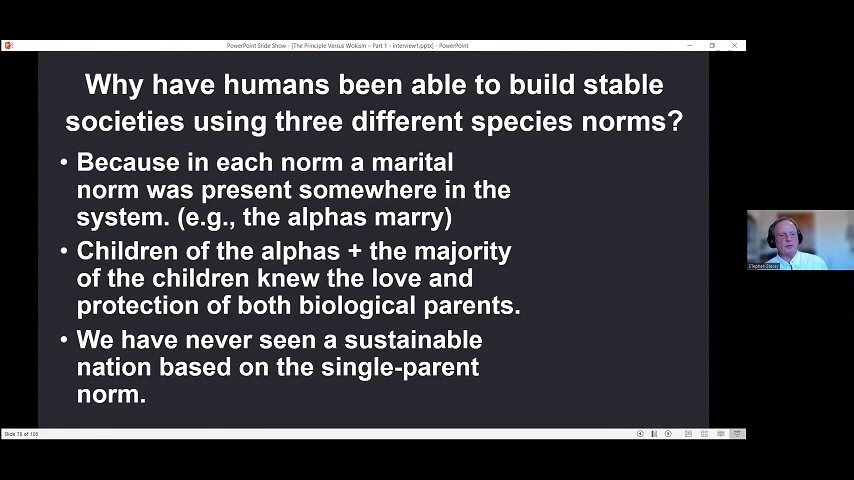 PowerPoint Slide Show - [The Principle Versus Wokism – Part 1 - interview1.pptx] - PowerPoint
Why have humans been able to build stable
societies using three different species norms?
• Because in each norm a marital
norm was present somewhere in the
system. (e.g., the alphas marry)
• Children of the alphas + the majority
of the children knew the love and
protection of both biological parents.
• We have never seen a sustainable
nation based on the single-parent
norm.
STephen Stacey
Slide 78 of 105